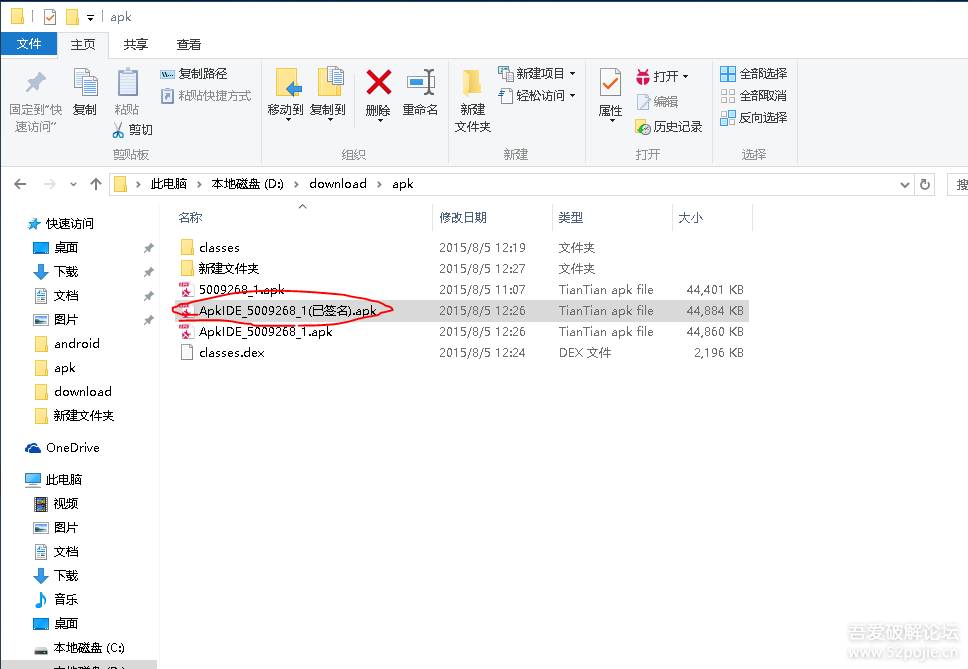 apk
文件 主页 共享 查看
固定到“快速访问”
复制
粘贴
复制路径
粘贴快捷方式
剪切
剪贴板
移动到 复制到 删除 重命名
组织
新建文件夹
新建项目
轻松访问
新建
属性
打开
编辑
历史记录
打开
全部选择
全部取消
反向选择
选择
此电脑 本地磁盘 (D:) download apk
搜
快速访问
桌面
下载
文档
图片
android
apk
download
新建文件夹
OneDrive
此电脑
视频
图片
文档
下载
音乐
桌面
本地磁盘 (C:)
名称 修改日期 类型 大小
classes 2015/8/5 12:19 文件夹
新建文件夹 2015/8/5 12:27 文件夹
5009268_1.apk 2015/8/5 11:07 TianTian apk file 44,401 KB
ApkIDE_5009268_1(已签名).apk 2015/8/5 12:26 TianTian apk file 44,884 KB
ApkIDE_5009268_1.apk 2015/8/5 12:26 TianTian apk file 44,860 KB
classes.dex 2015/8/5 12:24 DEX 文件 2,196 KB
吾爱破解论坛
www.52pojie.cn